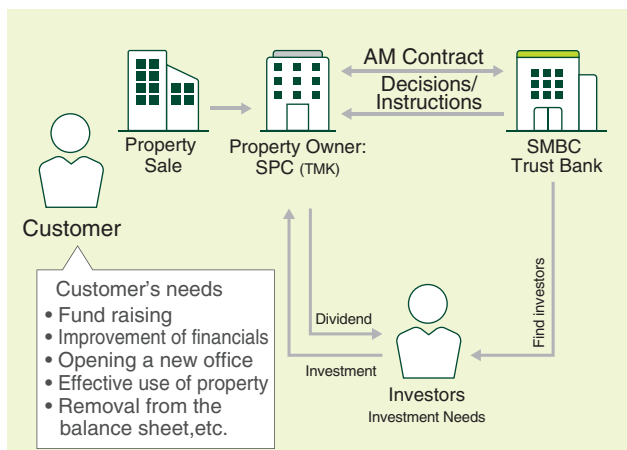 AM Contract
Decisions/
Instructions
Property
Sale
Property Owner:
SPC (TMK)
SMBC
Trust Bank
Customer
Customer's needs
• Fund raising
• Improvement of financials
• Opening a new office
• Effective use of property
• Removal from the
balance sheet,etc.
Dividend
Investment
Find investors
Investors
Investment Needs